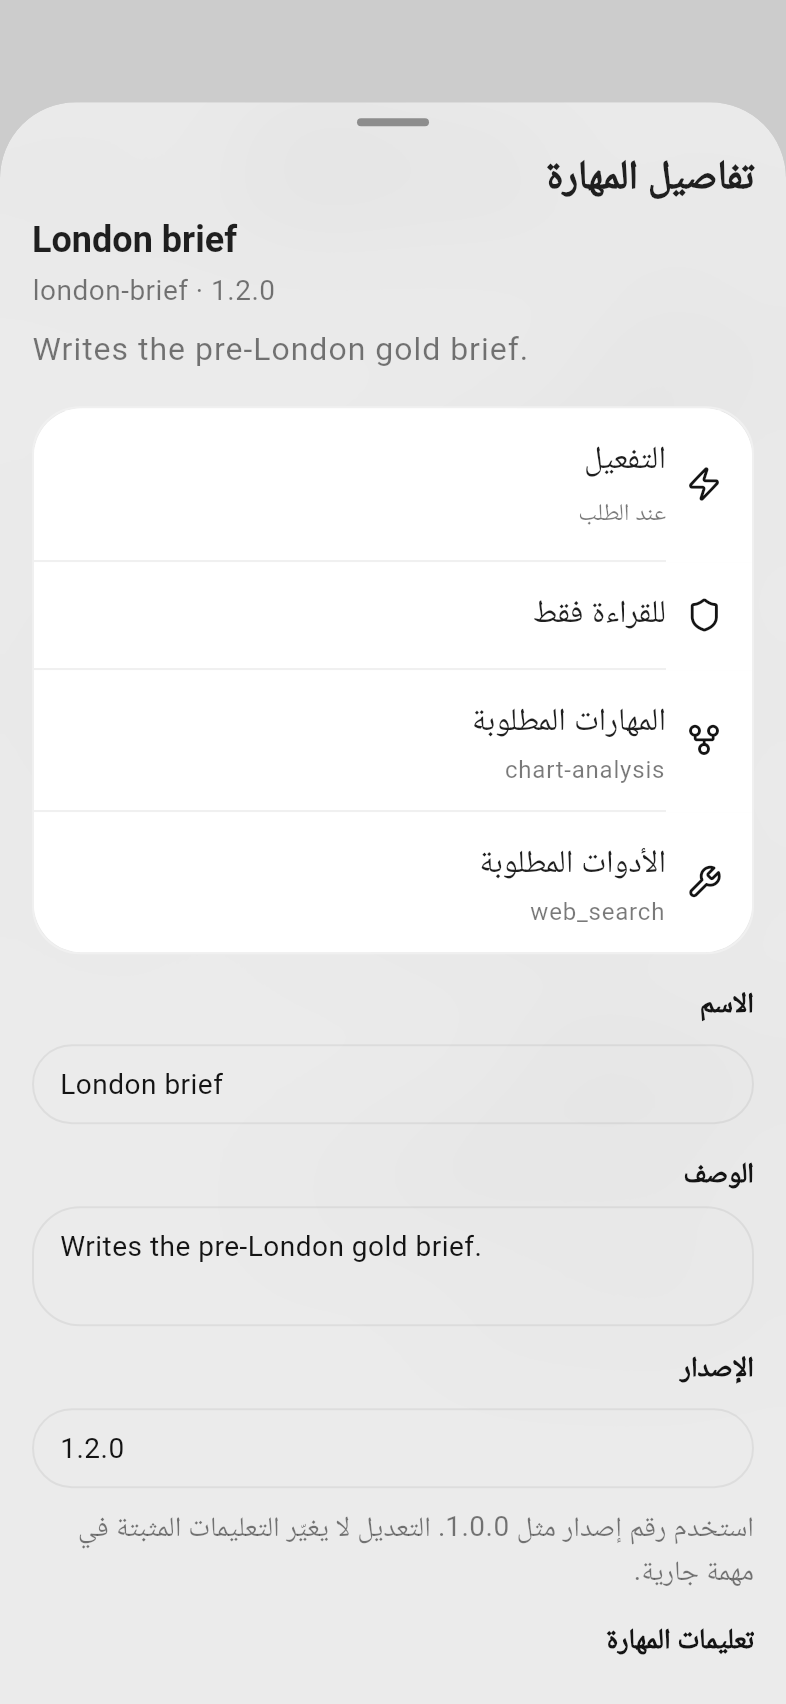 تفاصيل المهارة
London brief
london-brief · 1.2.0
Writes the pre-London gold brief.
التفعيل
عند الطلب
للقراءة فقط
المهارات المطلوبة
chart-analysis
الأدوات المطلوبة
web_search
الاسم
London brief
الوصف
Writes the pre-London gold brief.
الإصدار
1.2.0
استخدم رقم إصدار مثل 1.0.0. التعديل لا يغيّر التعليمات المثبتة في
مهمة جارية.
تعليمات المهارة